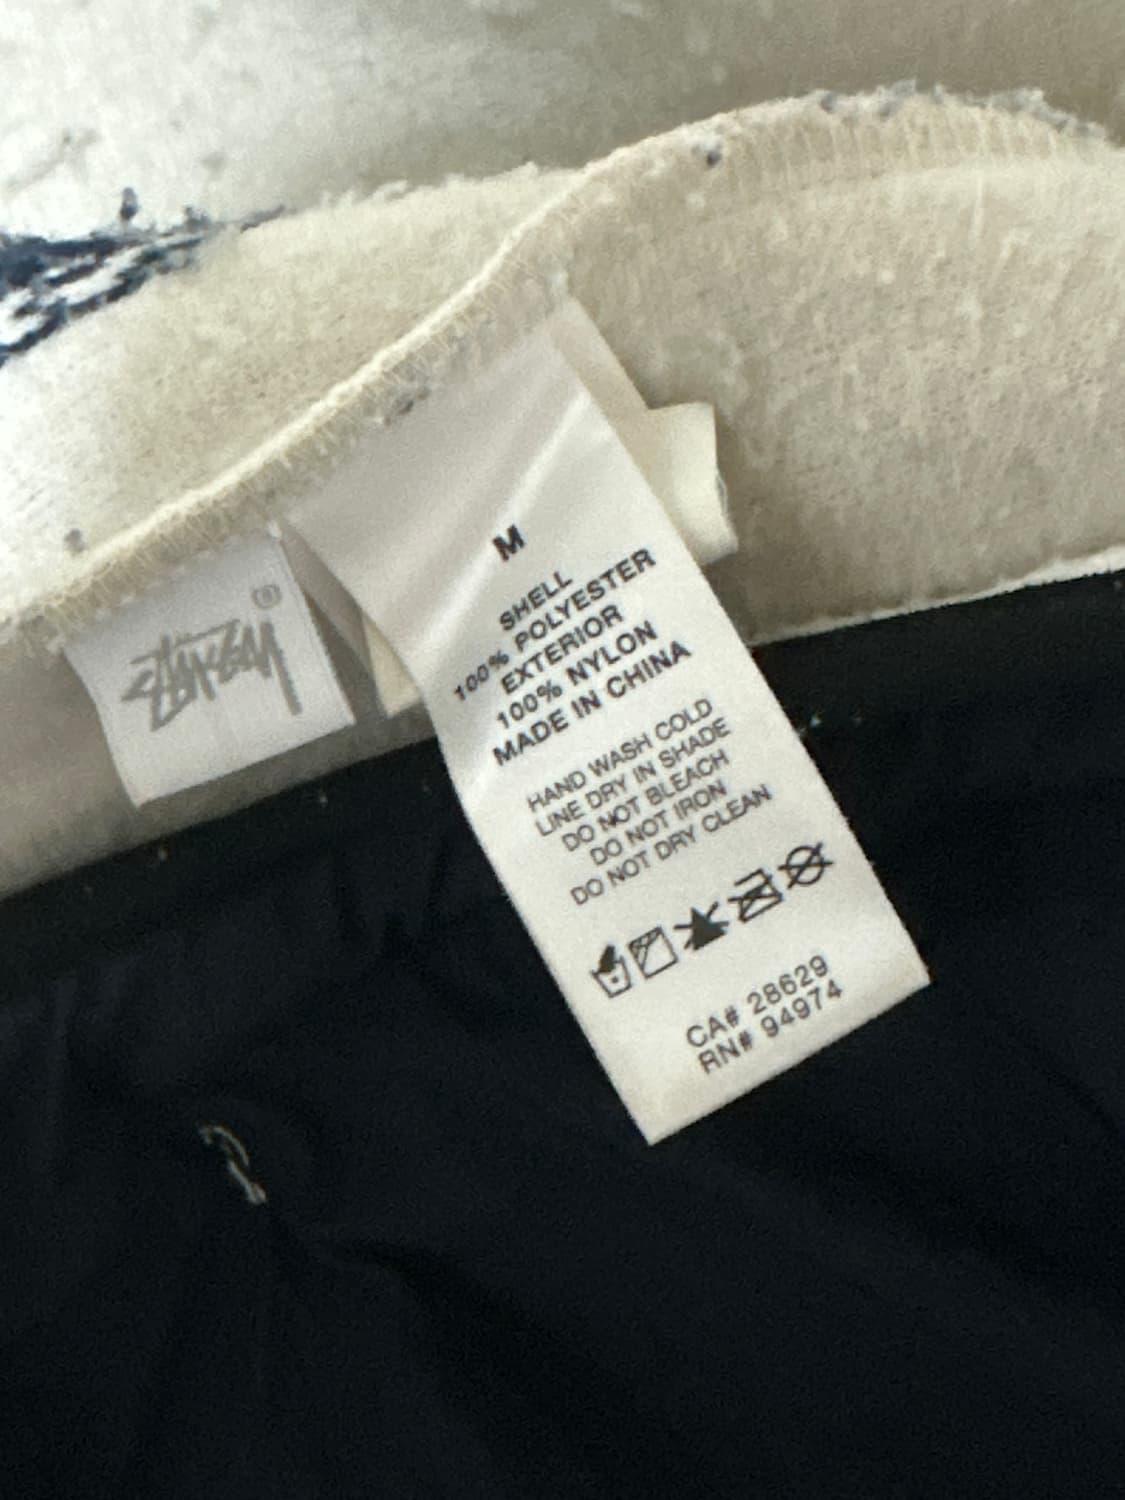 Stüssy
®
M
SHELL
100% POLYESTER
EXTERIOR
100% NYLON
MADE IN CHINA
HAND WASH COLD
LINE DRY IN SHADE
DO NOT BLEACH
DO NOT IRON
DO NOT DRY CLEAN
CA# 28629
RN# 94974